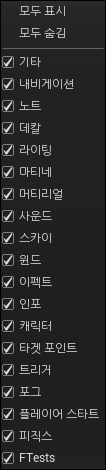 모두 표시
모두 숨김
기타
내비게이션
노트
데칼
라이팅
마티네
머티리얼
사운드
스카이
윈드
이펙트
인포
캐릭터
타겟 포인트
트리거
포그
플레이어 스타트
피직스
FTests